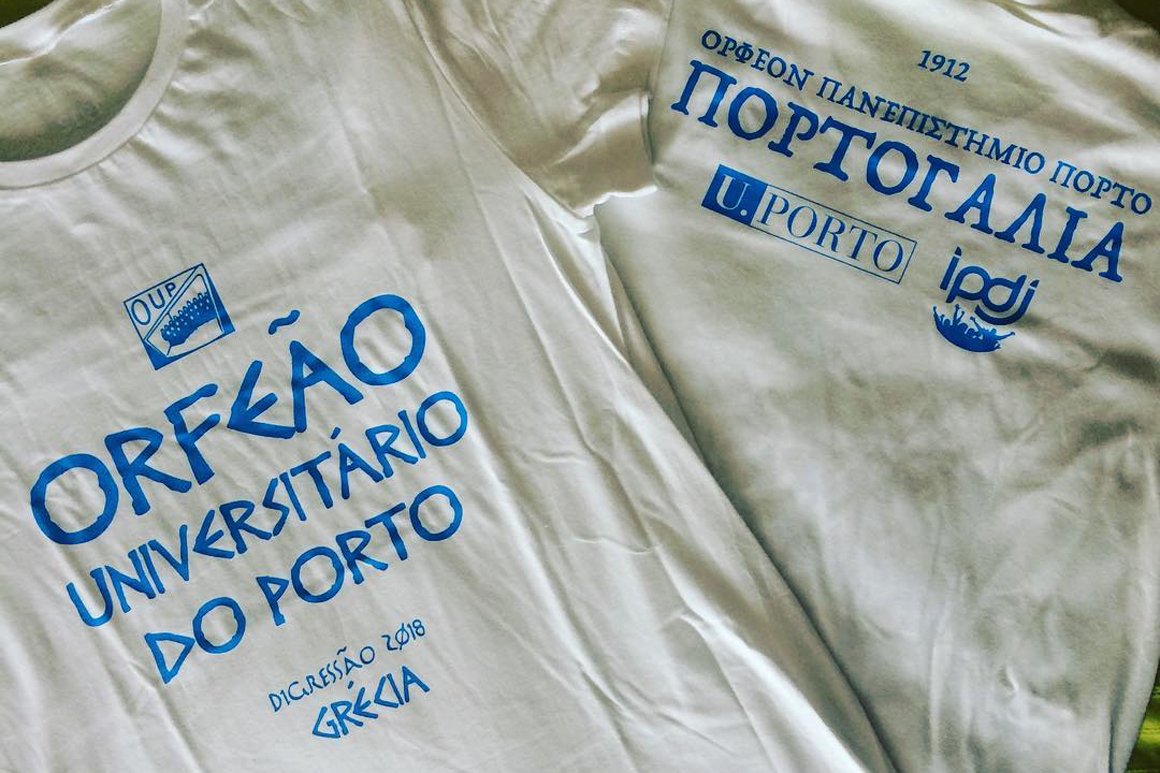 OUP
ORFEÃO
UNIVERSITÁRIO
DO PORTO
DIGRESSÃO 2018
GRÉCIA
1912
ΟΡΦΕΟΝ ΠΑΝΕΠΙΣΤΗΜΙΟ ΠΟΡΤΟ
ΠΟΡΤΟΓΑΛΙΑ
U.PORTO
ipdj